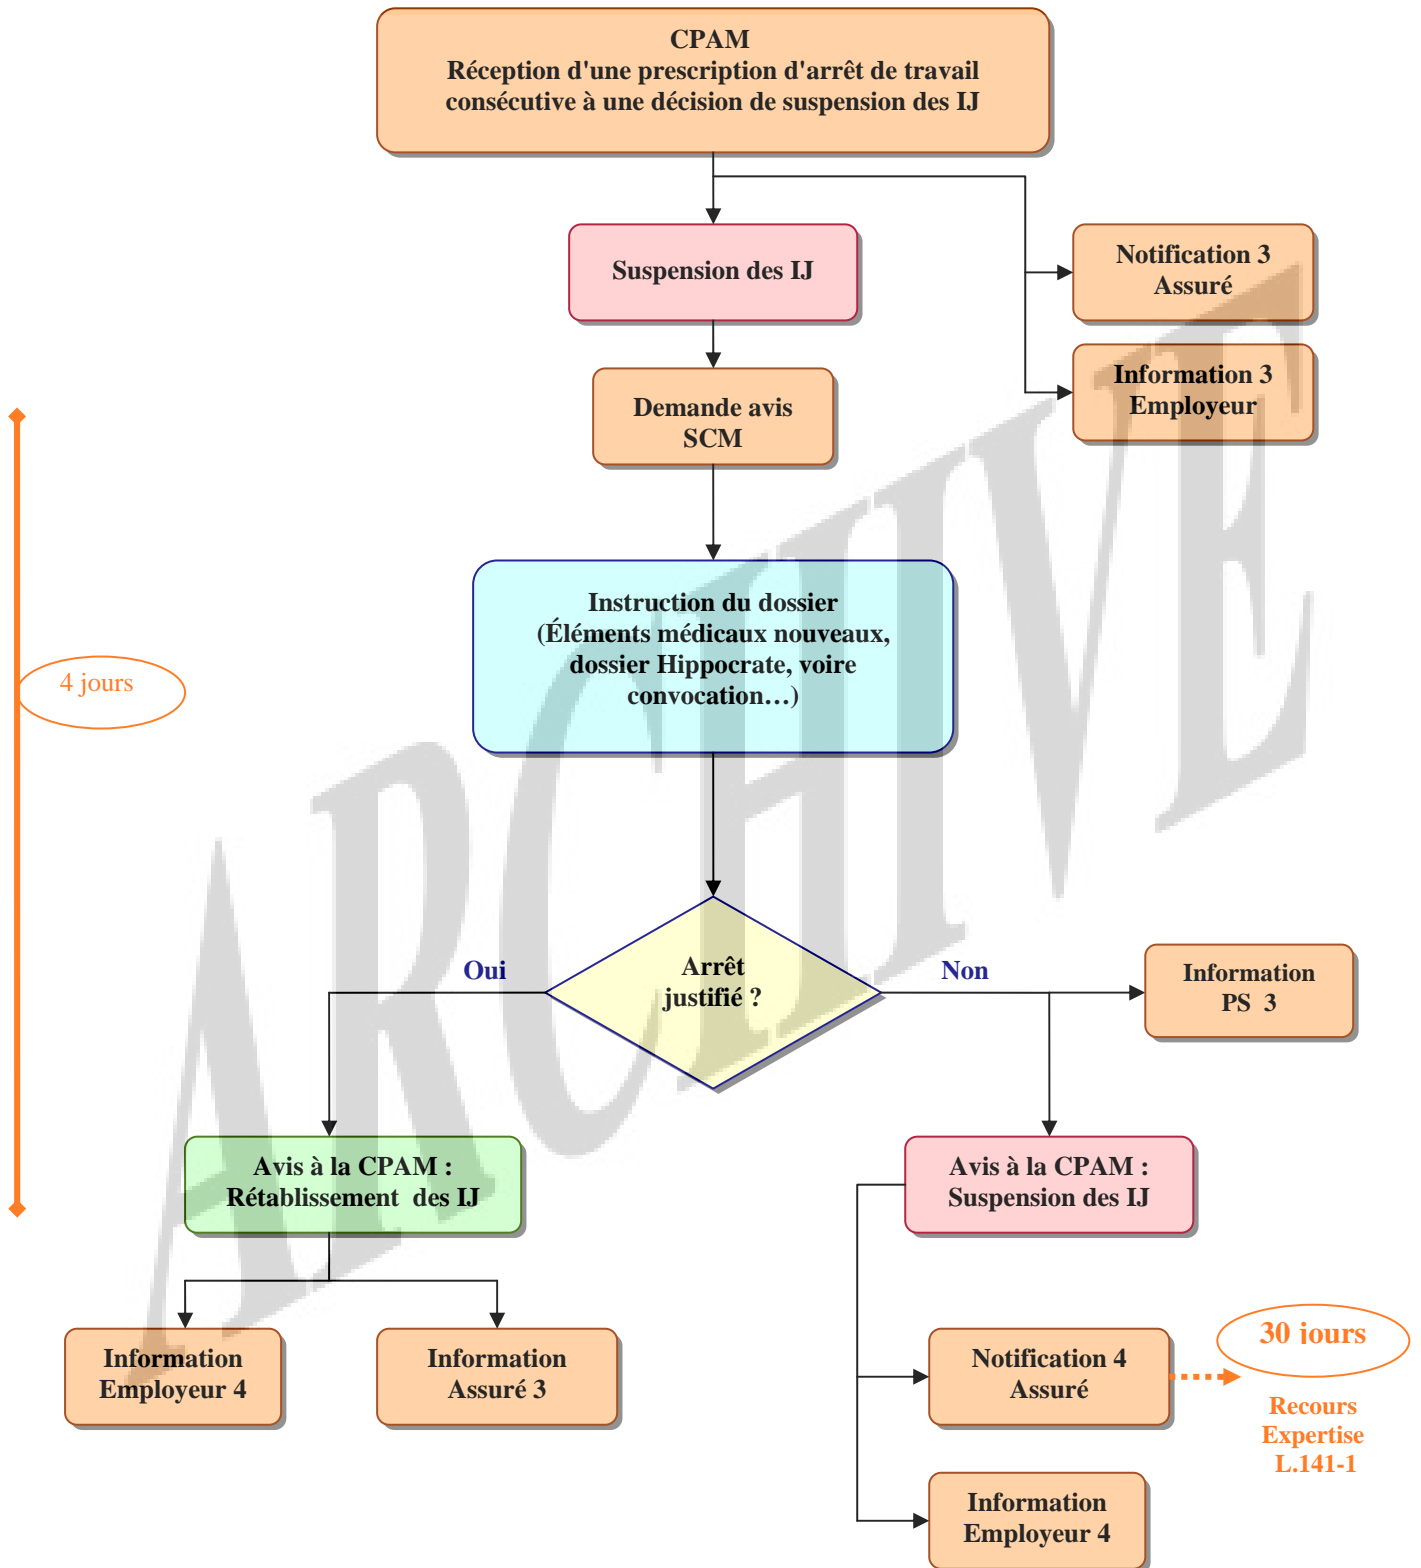 CPAM
Réception d'une prescription d'arrêt de travail
consécutive à une décision de suspension des IJ
Suspension des IJ
Notification 3
Assuré
Information 3
Employeur
Demande avis
SCM
Instruction du dossier
(Éléments médicaux nouveaux,
dossier Hippocrate, voire
convocation…)
4 jours
Oui
Arrêt
justifié ?
Non
Information
PS 3
Avis à la CPAM :
Rétablissement des IJ
Avis à la CPAM :
Suspension des IJ
Information
Employeur 4
Information
Assuré 3
Notification 4
Assuré
30 jours
Recours
Expertise
L.141-1
Information
Employeur 4
ARCHIVE